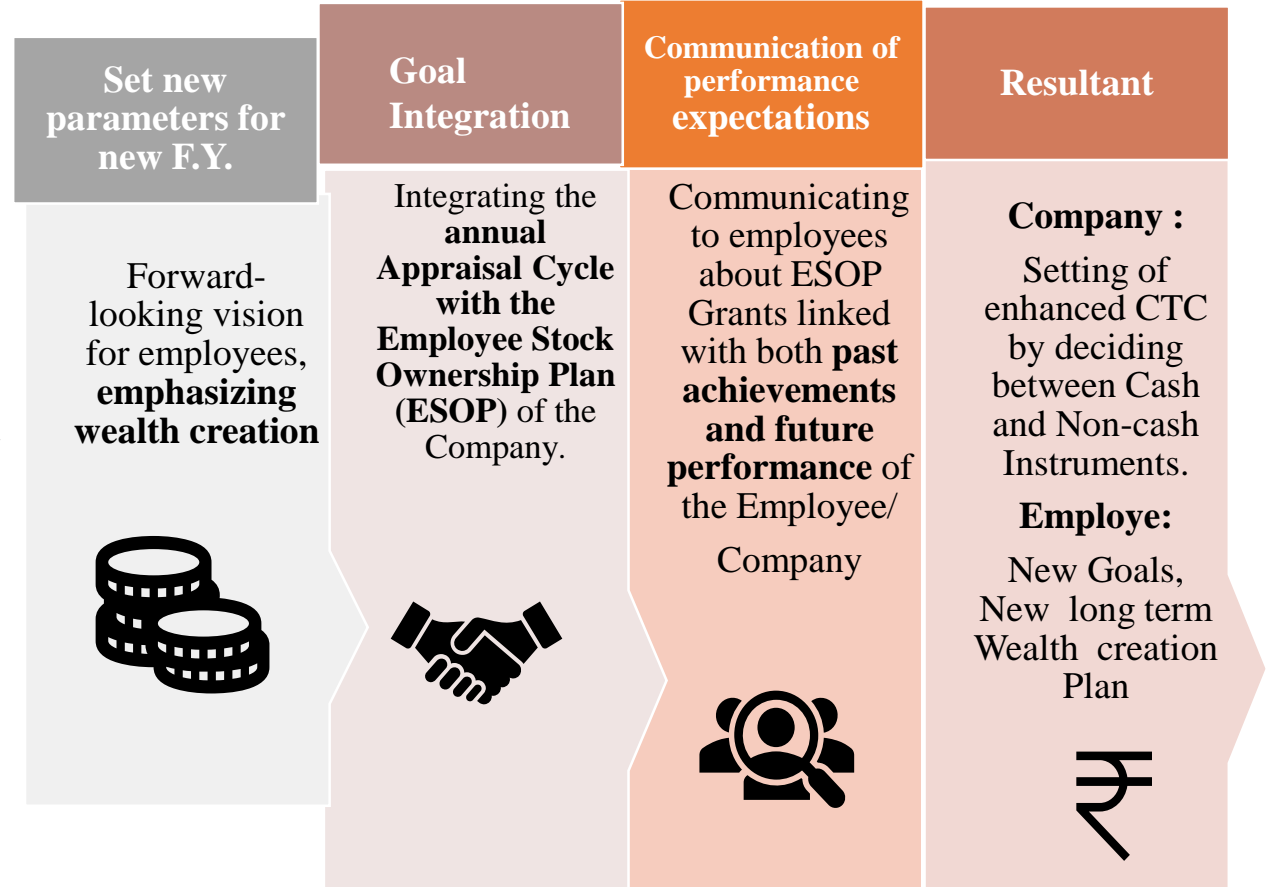 Set new
parameters for
new F.Y.
Forward-
looking vision
for employees,
emphasizing
wealth creation
Goal
Integration
Integrating the
annual
Appraisal Cycle
with the
Employee Stock
Ownership Plan
(ESOP) of the
Company.
Communication of
performance
expectations
Communicating
to employees
about ESOP
Grants linked
with both past
achievements
and future
performance of
the Employee/
Company
Resultant
Company :
Setting of
enhanced CTC
by deciding
between Cash
and Non-cash
Instruments.
Employe:
New Goals,
New long term
Wealth creation
Plan
₹